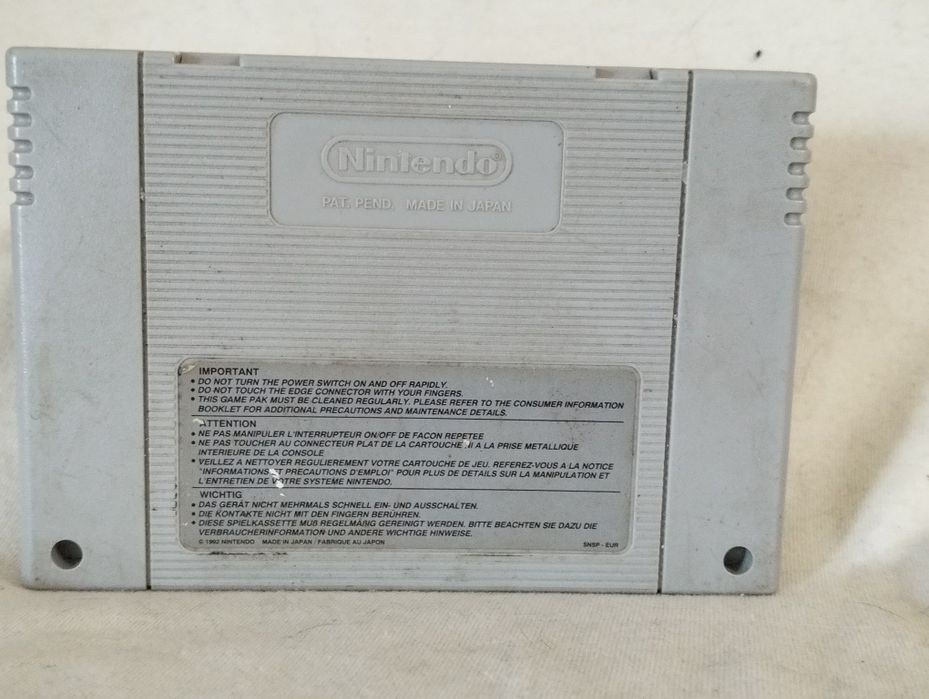 Nintendo®
PAT. PEND. MADE IN JAPAN
IMPORTANT
• DO NOT TURN THE POWER SWITCH ON AND OFF RAPIDLY.
• DO NOT TOUCH THE EDGE CONNECTOR WITH YOUR FINGERS.
• THIS GAME PAK MUST BE CLEANED REGULARLY. PLEASE REFER TO THE CONSUMER INFORMATION
BOOKLET FOR ADDITIONAL PRECAUTIONS AND MAINTENANCE DETAILS.
ATTENTION
• NE PAS MANIPULER L'INTERRUPTEUR ON/OFF DE FACON REPETEE
• NE PAS TOUCHER AU CONNECTEUR PLAT DE LA CARTOUCHE NI A LA PRISE METALLIQUE
INTERIEURE DE LA CONSOLE
• VEILLEZ A NETTOYER REGULIEREMENT VOTRE CARTOUCHE DE JEU. REFEREZ-VOUS A LA NOTICE
"INFORMATIONS ET PRECAUTIONS D'EMPLOI" POUR PLUS DE DETAILS SUR LA MANIPULATION ET
L'ENTRETIEN DE VOTRE SYSTEME NINTENDO.
WICHTIG
• DAS GERÄT NICHT MEHRMALS SCHNELL EIN- UND AUSSCHALTEN.
• DIE KONTAKTE NICHT MIT DEN FINGERN BERÜHREN.
• DIESE SPIELKASSETTE MUß REGELMÄßIG GEREINIGT WERDEN. BITTE BEACHTEN SIE DAZU DIE
VERBRAUCHERINFORMATION UND ANDERE WICHTIGE HINWEISE.
© 1992 NINTENDO MADE IN JAPAN / FABRIQUE AU JAPON SNSP - EUR